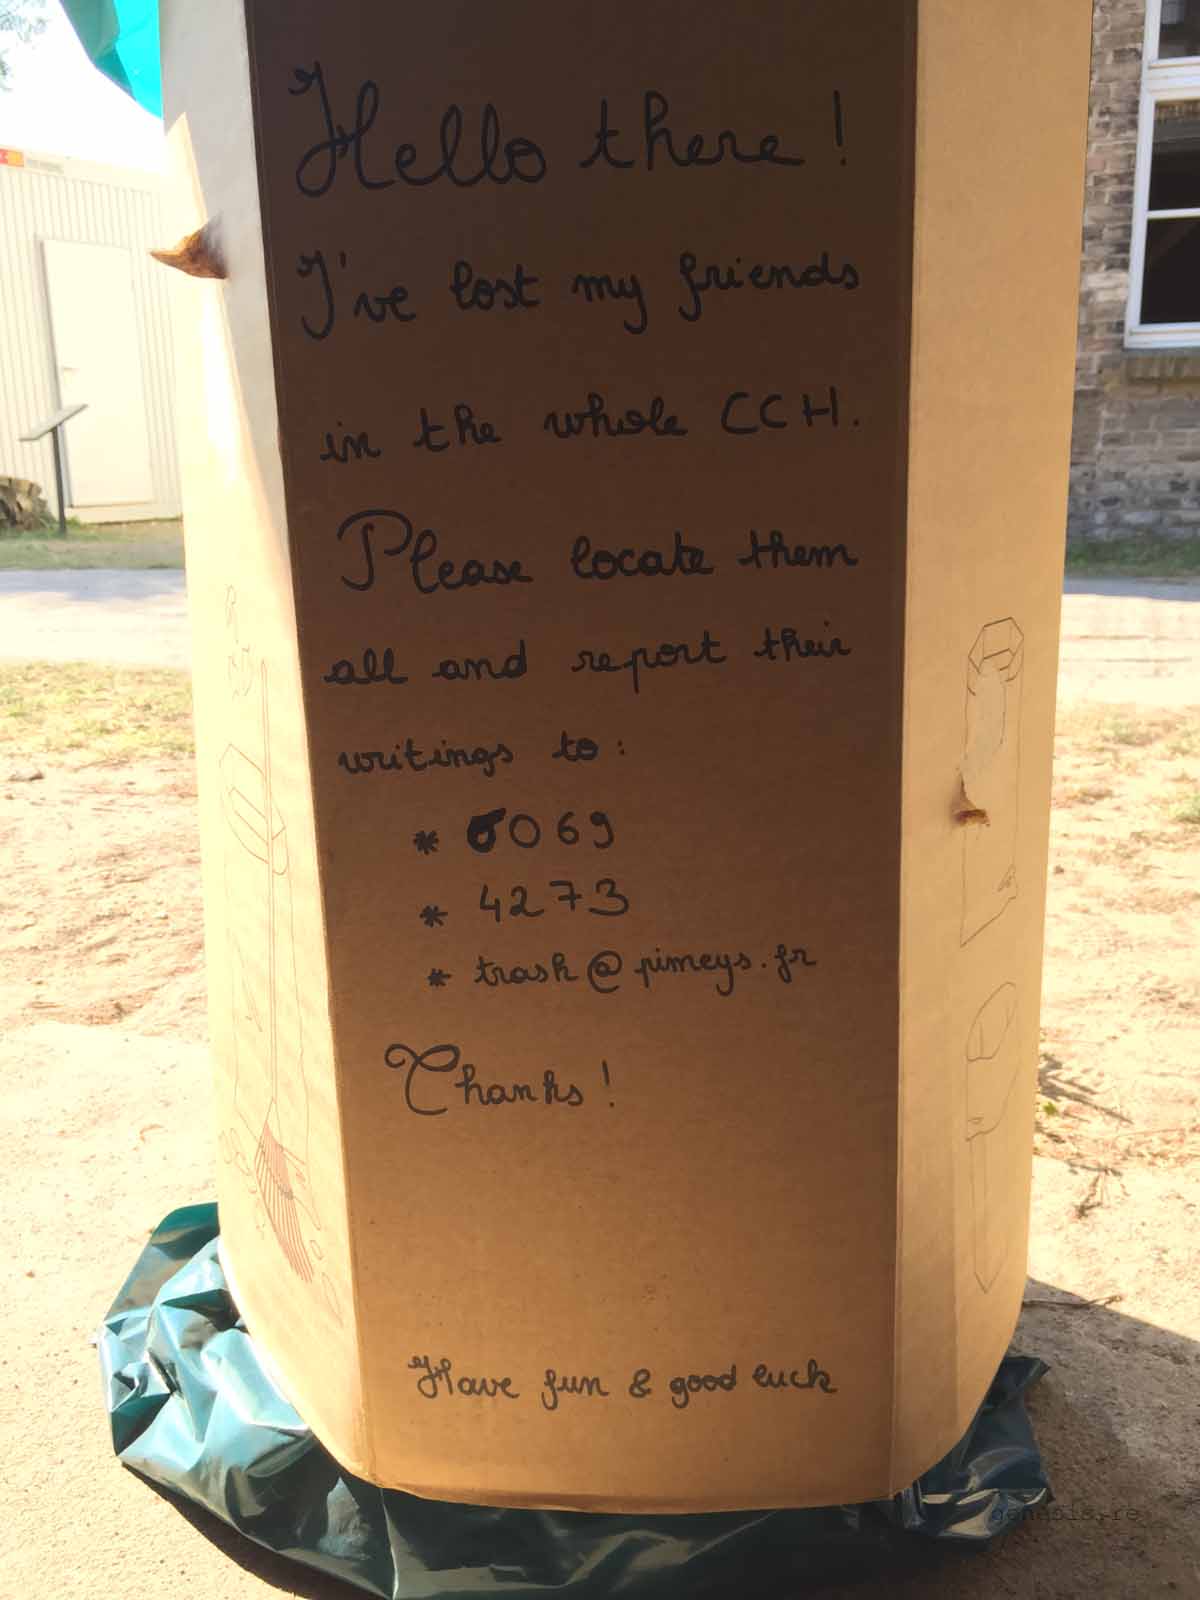 Hello there!
I've lost my friends
in the whole CCH.
Please locate them
all and report their
writings to:
* 6069
* 4273
* trash@pimeys.fr
Thanks!
Have fun & good luck
genesis.re